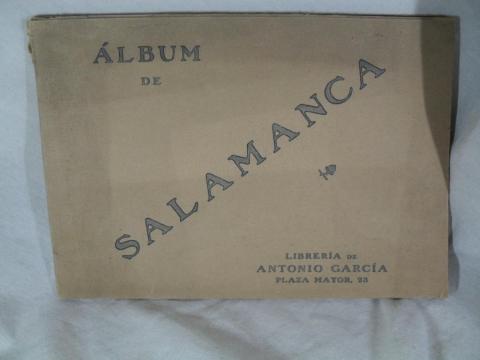 ÁLBUM
DE
SALAMANCA
LIBRERÍA DE
ANTONIO GARCÍA
PLAZA MAYOR, 23